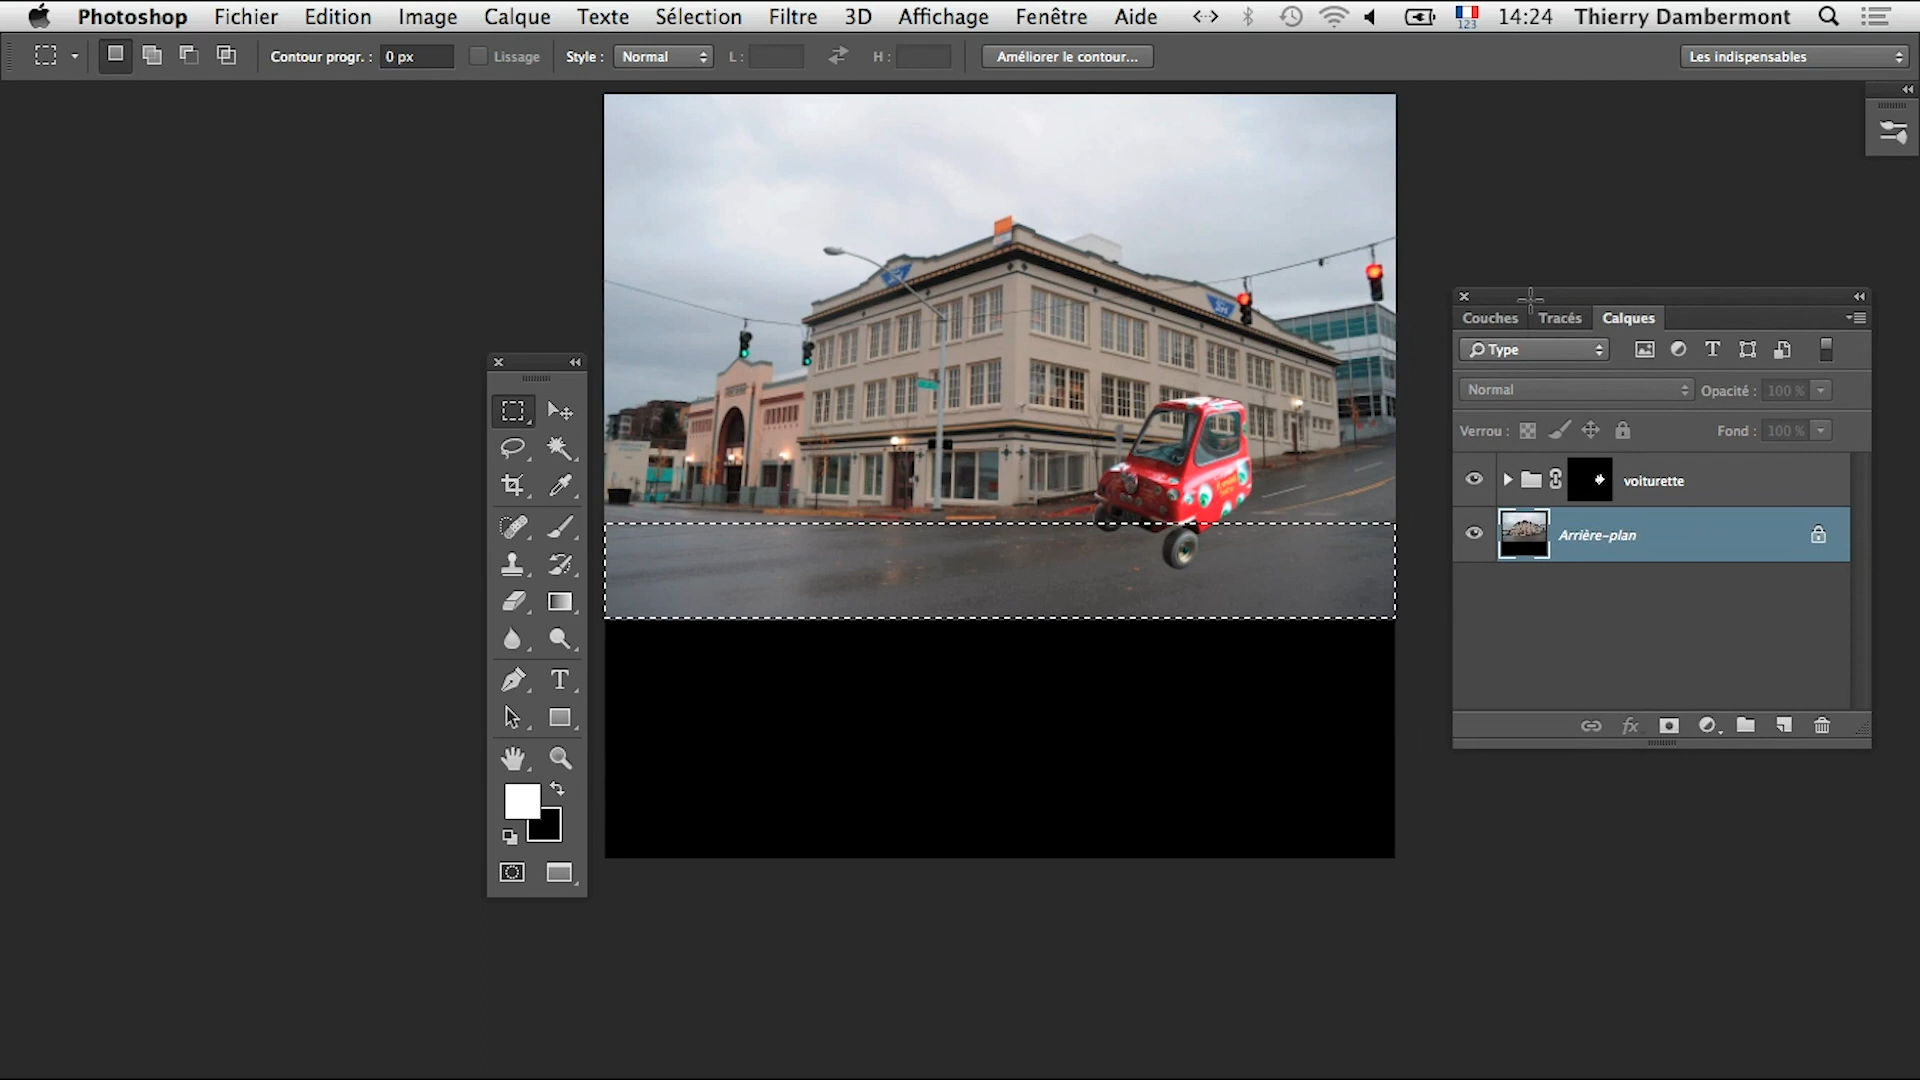 Photoshop Fichier Edition Image Calque Texte Sélection Filtre 3D Affichage Fenêtre Aide 123 14:24 Thierry Dambermont
Contour progr. : 0 px Lissage Style : Normal L : H : Améliorer le contour... Les indispensables
Couches Tracés Calques
Type T
Normal Opacité : 100 %
Verrou : Fond : 100 %
voiturette
Arrière-plan
fx
T